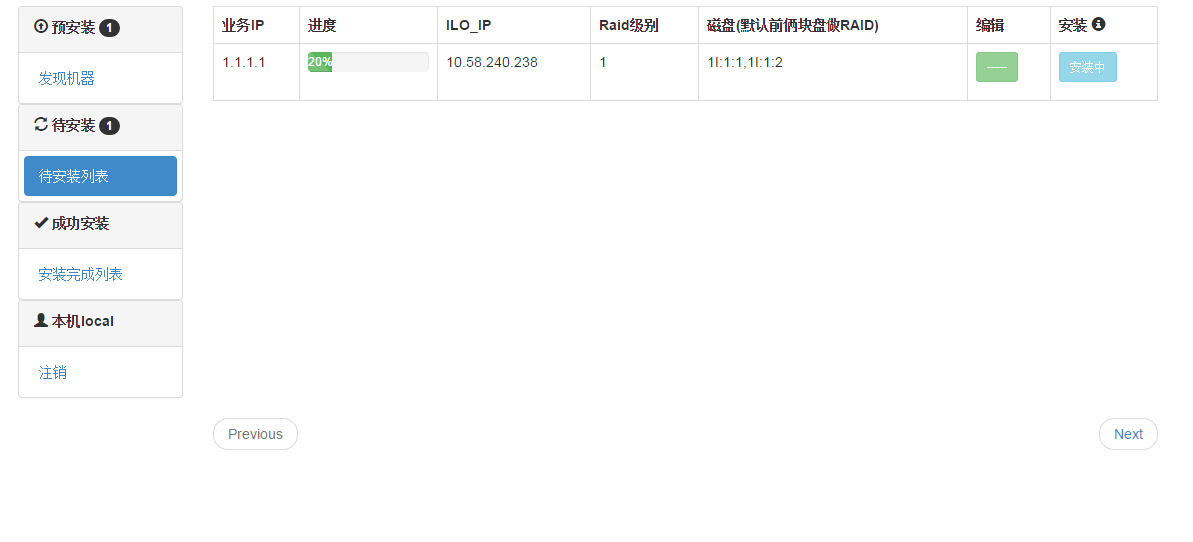 预安装 1
发现机器
待安装 1
待安装列表
成功安装
安装完成列表
本机local
注销
业务IP 进度 ILO_IP Raid级别 磁盘(默认前俩块盘做RAID) 编辑 安装
1.1.1.1 20% 10.58.240.238 1 1I:1:1,1I:1:2 —— 安装中
Previous Next